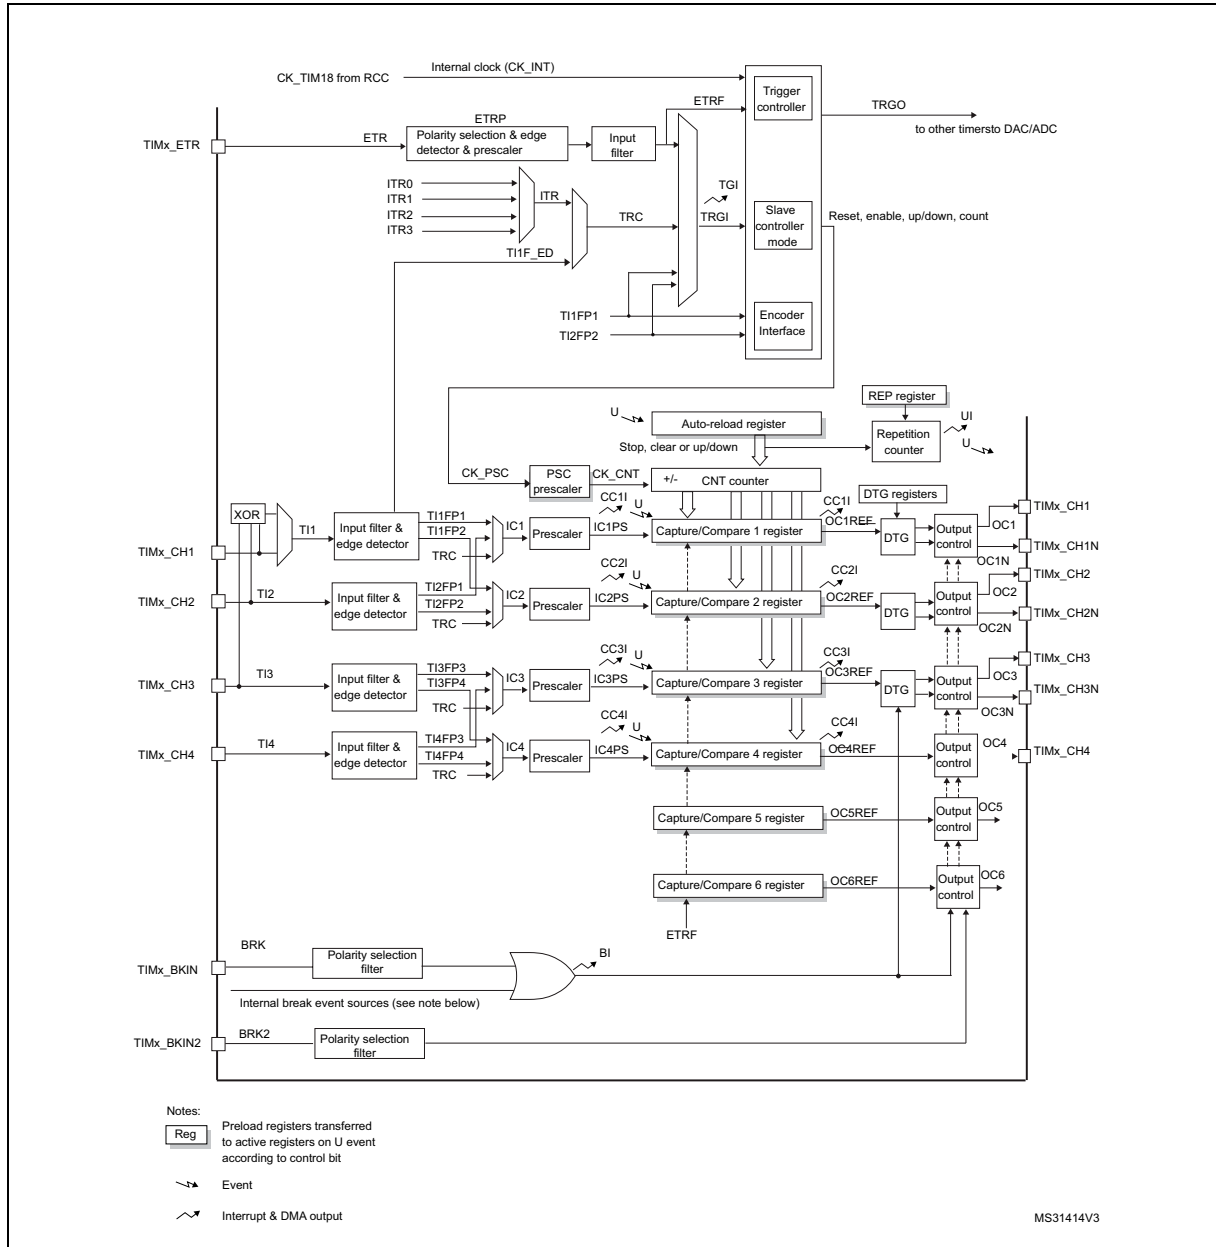 Internal clock (CK_INT)
CK_TIM18 from RCC
Trigger
controller
ETRF
TRGO
to other timersto DAC/ADC
ETRP
TIMx_ETR
ETR
Polarity selection & edge
detector & prescaler
Input
filter
TGI
ITR0
ITR1
ITR2
ITR3
ITR
TRC
TRGI
Slave
controller
mode
Reset, enable, up/down, count
TI1F_ED
TI1FP1
TI2FP2
Encoder
Interface
REP register
U
Auto-reload register
UI
Repetition
counter
U
Stop, clear or up/down
CK_PSC
PSC
prescaler
CK_CNT
+/-
CNT counter
DTG registers
XOR
TI1
Input filter &
edge detector
TI1FP1
TI1FP2
TRC
IC1
Prescaler
IC1PS
CC1I
U
Capture/Compare 1 register
CC1I
OC1REF
DTG
Output
control
OC1
OC1N
TIMx_CH1
TIMx_CH1N
TIMx_CH1
TIMx_CH2
TI2
Input filter &
edge detector
TI2FP1
TI2FP2
TRC
IC2
Prescaler
IC2PS
CC2I
U
Capture/Compare 2 register
CC2I
OC2REF
DTG
Output
control
OC2
OC2N
TIMx_CH2
TIMx_CH2N
TIMx_CH3
TI3
Input filter &
edge detector
TI3FP3
TI3FP4
TRC
IC3
Prescaler
IC3PS
CC3I
U
Capture/Compare 3 register
CC3I
OC3REF
DTG
Output
control
OC3
OC3N
TIMx_CH3
TIMx_CH3N
TIMx_CH4
TI4
Input filter &
edge detector
TI4FP3
TI4FP4
TRC
IC4
Prescaler
IC4PS
CC4I
U
Capture/Compare 4 register
CC4I
OC4REF
Output
control
OC4
TIMx_CH4
Capture/Compare 5 register
OC5REF
Output
control
OC5
Capture/Compare 6 register
OC6REF
Output
control
OC6
ETRF
TIMx_BKIN
BRK
Polarity selection
filter
BI
Internal break event sources (see note below)
TIMx_BKIN2
BRK2
Polarity selection
filter
Notes:
Reg
Preload registers transferred
to active registers on U event
according to control bit
Event
Interrupt & DMA output
MS31414V3